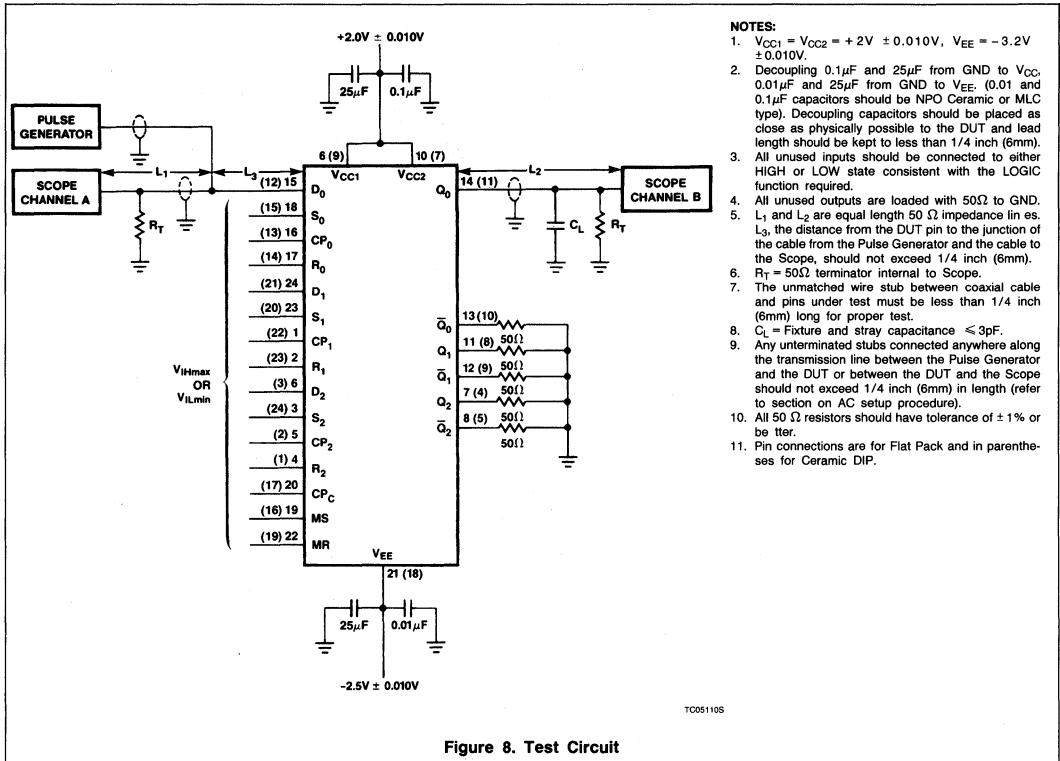 +2.0V ± 0.010V
25μF
0.1μF
PULSE
GENERATOR
SCOPE
CHANNEL A
L1
L3
RT
6 (9)
10 (7)
VCC1
VCC2
L2
SCOPE
CHANNEL B
14 (11)
Q0
CL
RT
(12) 15
D0
(15) 18
S0
(13) 16
CP0
(14) 17
R0
(21) 24
D1
(20) 23
S1
(22) 1
CP1
(23) 2
R1
(3) 6
D2
(24) 3
S2
(2) 5
CP2
(1) 4
R2
(17) 20
CPC
(16) 19
MS
(19) 22
MR
VIHmax
OR
VILmin
Q̅0
13 (10)
50Ω
Q1
11 (8)
50Ω
Q̅1
12 (9)
50Ω
Q2
7 (4)
50Ω
Q̅2
8 (5)
50Ω
VEE
21 (18)
25μF
0.01μF
−2.5V ± 0.010V
NOTES:
1. VCC1 = VCC2 = + 2V ±0.010V, VEE = −3.2V
±0.010V.
2. Decoupling 0.1μF and 25μF from GND to VCC,
0.01μF and 25μF from GND to VEE. (0.01 and
0.1μF capacitors should be NPO Ceramic or MLC
type). Decoupling capacitors should be placed as
close as physically possible to the DUT and lead
length should be kept to less than 1/4 inch (6mm).
3. All unused inputs should be connected to either
HIGH or LOW state consistent with the LOGIC
function required.
4. All unused outputs are loaded with 50Ω to GND.
5. L1 and L2 are equal length 50 Ω impedance lin es.
L3, the distance from the DUT pin to the junction of
the cable from the Pulse Generator and the cable to
the Scope, should not exceed 1/4 inch (6mm).
6. RT = 50Ω terminator internal to Scope.
7. The unmatched wire stub between coaxial cable
and pins under test must be less than 1/4 inch
(6mm) long for proper test.
8. CL = Fixture and stray capacitance ⩽ 3pF.
9. Any unterminated stubs connected anywhere along
the transmission line between the Pulse Generator
and the DUT or between the DUT and the Scope
should not exceed 1/4 inch (6mm) in length (refer
to section on AC setup procedure).
10. All 50 Ω resistors should have tolerance of ± 1% or
be tter.
11. Pin connections are for Flat Pack and in parenthe-
ses for Ceramic DIP.
TC05110S
Figure 8. Test Circuit